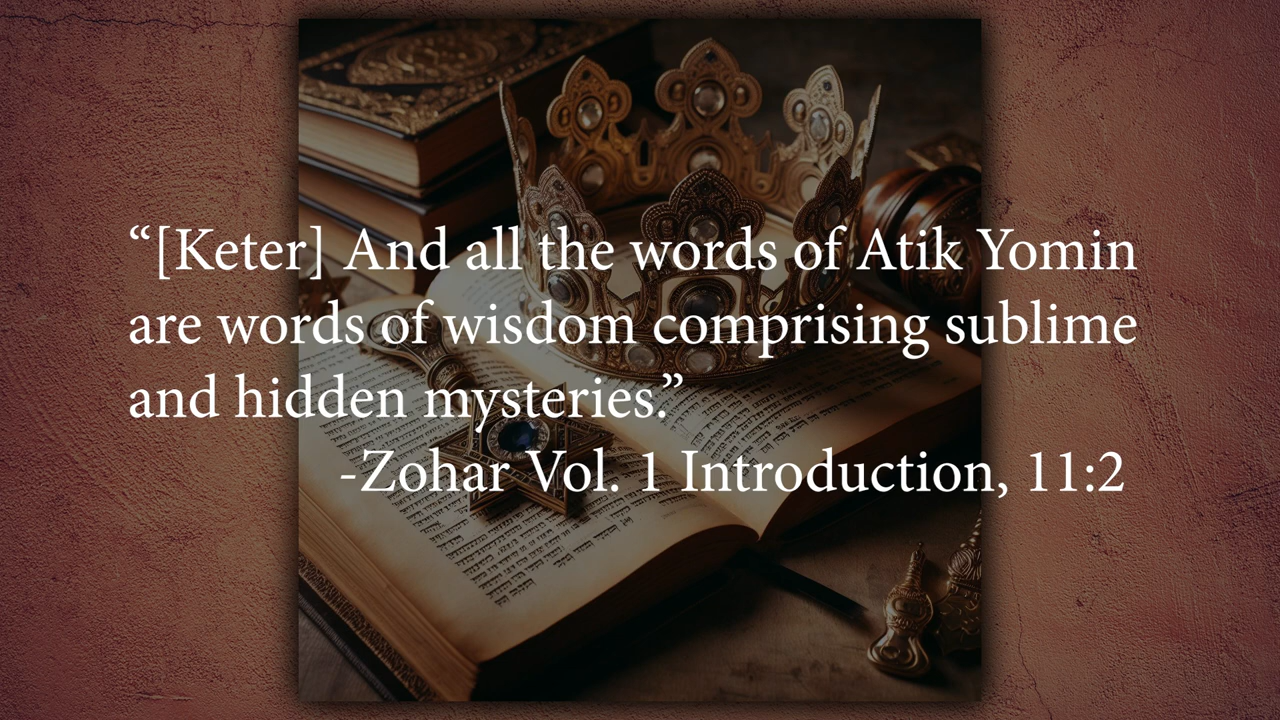 “[Keter] And all the words of Atik Yomin
are words of wisdom comprising sublime
and hidden mysteries.”
-Zohar Vol. 1 Introduction, 11:2